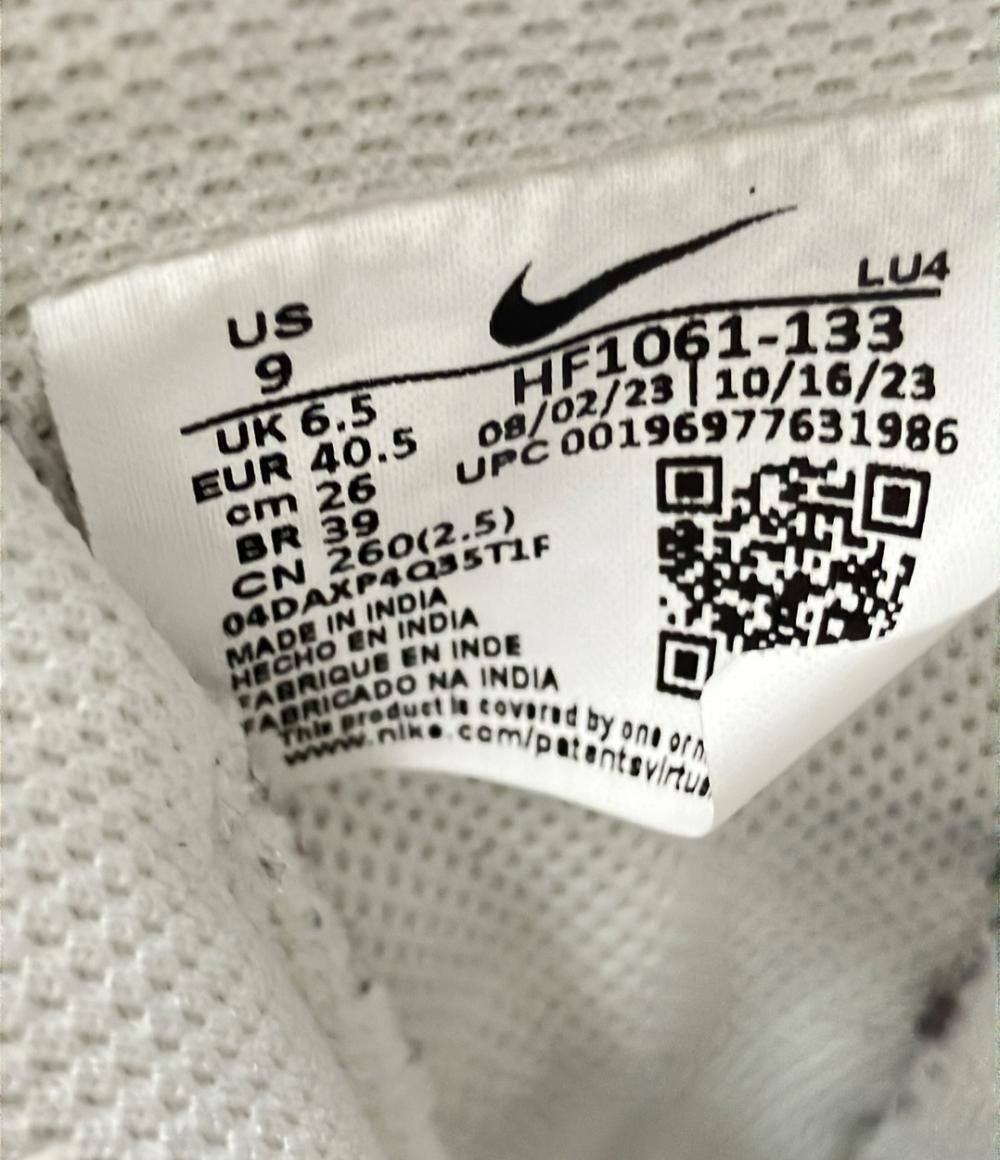 LU4
US
9
HF1061-133
08/02/23 | 10/16/23
UPC 00196977631986
UK 6.5
EUR 40.5
cm 26
BR 39
CN 260(2.5)
04DAXP4Q35T1F
MADE IN INDIA
HECHO EN INDIA
FABRIQUE EN INDE
FABRICADO NA INDIA
This product is covered by one or
www.nike.com/patentsvirtua